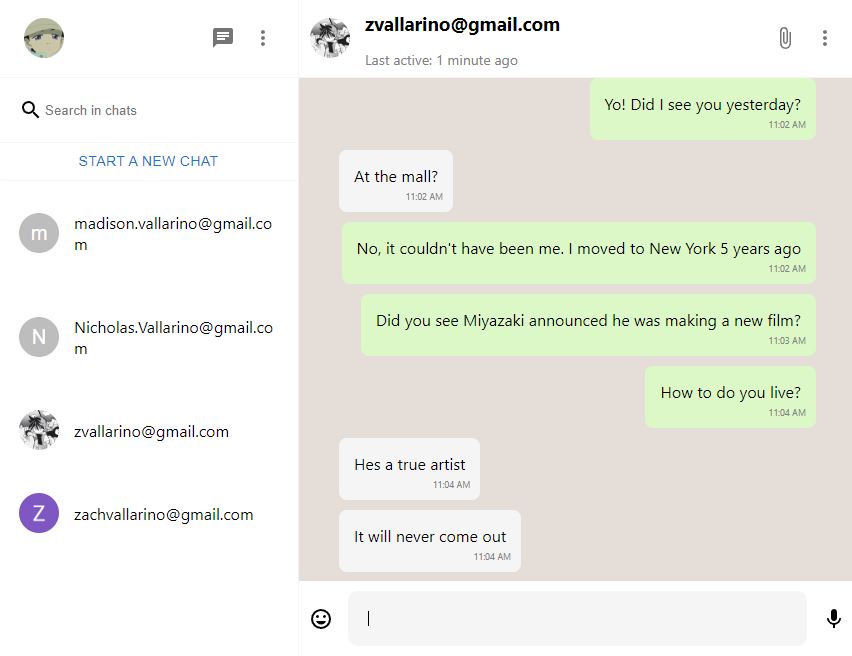 Search in chats
START A NEW CHAT
m
madison.vallarino@gmail.co
m
N
Nicholas.Vallarino@gmail.co
m
zvallarino@gmail.com
Z
zachvallarino@gmail.com
zvallarino@gmail.com
Last active: 1 minute ago
Yo! Did I see you yesterday?
11:02 AM
At the mall?
11:02 AM
No, it couldn't have been me. I moved to New York 5 years ago
11:02 AM
Did you see Miyazaki announced he was making a new film?
11:03 AM
How to do you live?
11:04 AM
Hes a true artist
11:04 AM
It will never come out
11:04 AM